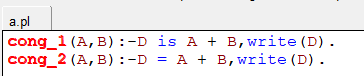 a.pl
cong_1(A,B):-D is A + B,write(D).
cong_2(A,B):-D = A + B,write(D).